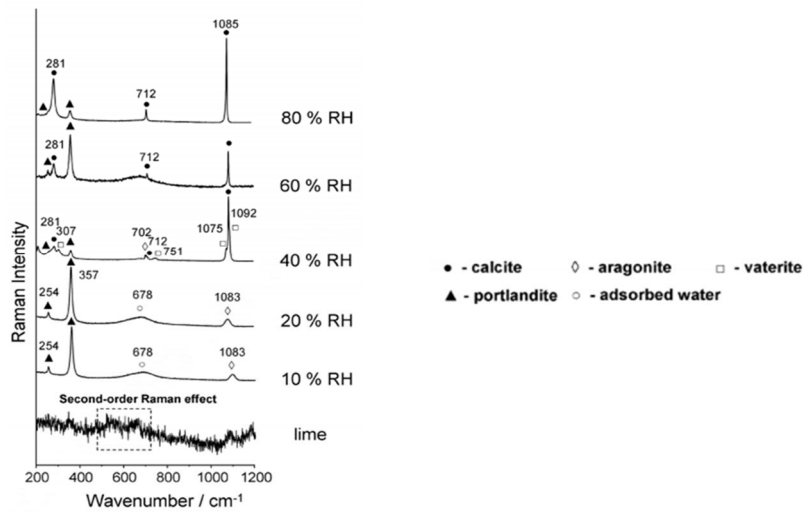 1085
281
712
80 % RH
281
712
60 % RH
1092
281
307
702
712
751
1075
40 % RH
357
254
678
1083
20 % RH
254
678
1083
10 % RH
Second-order Raman effect
lime
200 400 600 800 1000 1200
Wavenumber / cm⁻¹
Raman Intensity
● - calcite ◊ - aragonite □ - vaterite
▲ - portlandite ○ - adsorbed water